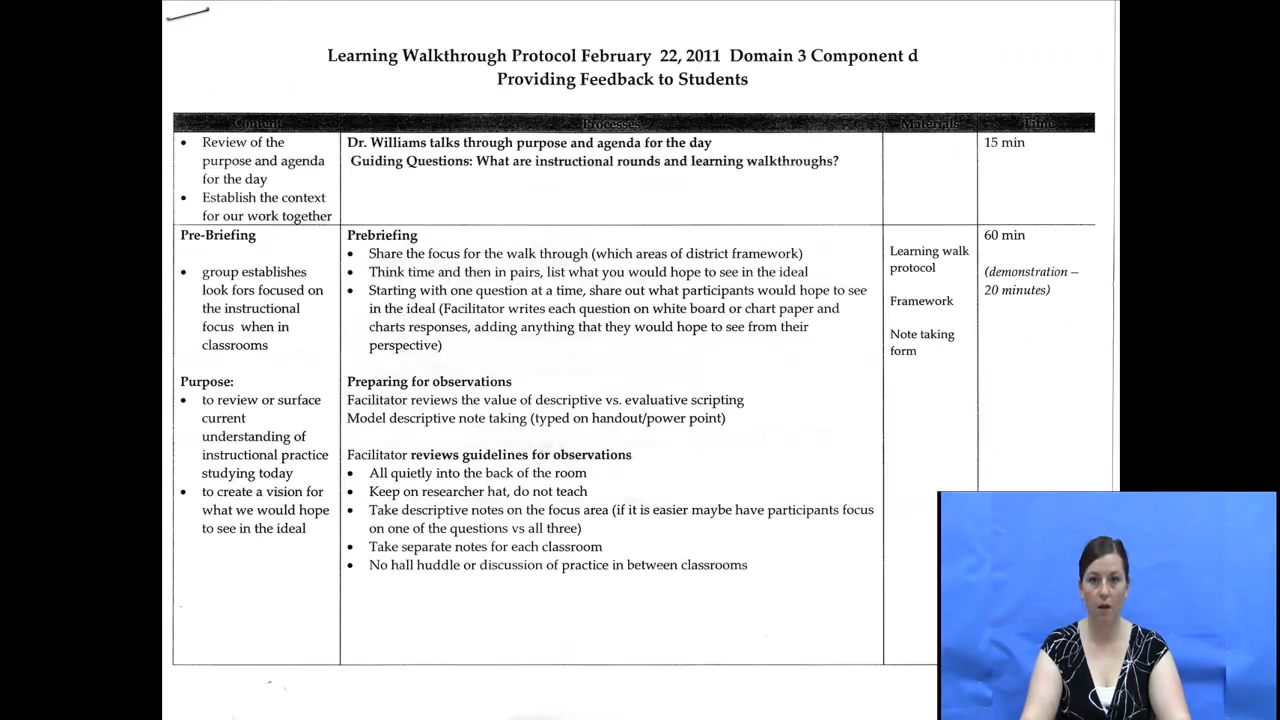 Learning Walkthrough Protocol February 22, 2011 Domain 3 Component d
Providing Feedback to Students
Content Processes Materials Time
• Review of the
purpose and agenda
for the day
• Establish the context
for our work together
Dr. Williams talks through purpose and agenda for the day
Guiding Questions: What are instructional rounds and learning walkthroughs?
15 min
Pre-Briefing
• group establishes
look fors focused on
the instructional
focus when in
classrooms
Purpose:
• to review or surface
current
understanding of
instructional practice
studying today
• to create a vision for
what we would hope
to see in the ideal
Prebriefing
• Share the focus for the walk through (which areas of district framework)
• Think time and then in pairs, list what you would hope to see in the ideal
• Starting with one question at a time, share out what participants would hope to see
in the ideal (Facilitator writes each question on white board or chart paper and
charts responses, adding anything that they would hope to see from their
perspective)
Preparing for observations
Facilitator reviews the value of descriptive vs. evaluative scripting
Model descriptive note taking (typed on handout/power point)
Facilitator reviews guidelines for observations
• All quietly into the back of the room
• Keep on researcher hat, do not teach
• Take descriptive notes on the focus area (if it is easier maybe have participants focus
on one of the questions vs all three)
• Take separate notes for each classroom
• No hall huddle or discussion of practice in between classrooms
Learning walk
protocol
Framework
Note taking
form
60 min
(demonstration –
20 minutes)